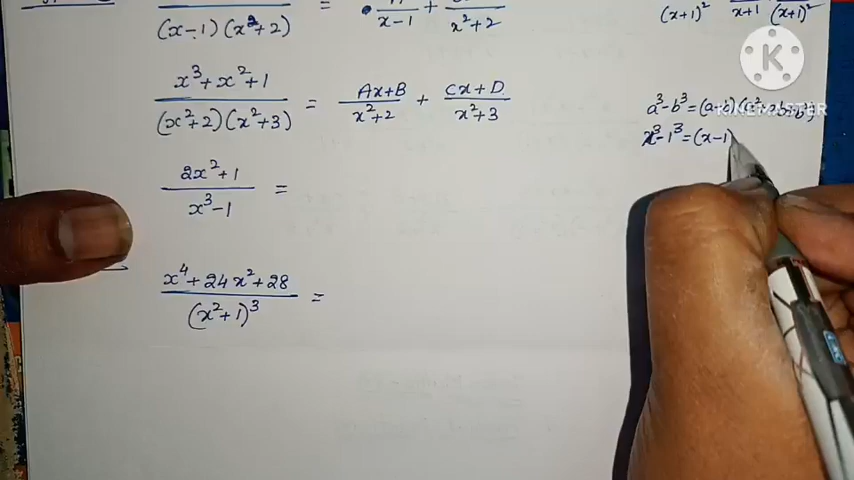 (x-1)(x²+2) = x-1 + x²+2
(x+1)² x+1 (x+1)²
x³+x²+1 / (x²+2)(x²+3) = Ax+B / x²+2 + Cx+D / x²+3
a³-b³=(a-b)(a²+ab+b²)
x³-1³=(x-1)
2x²+1 / x³-1 =
x⁴+24x²+28 / (x²+1)³ =
KINEMASTER